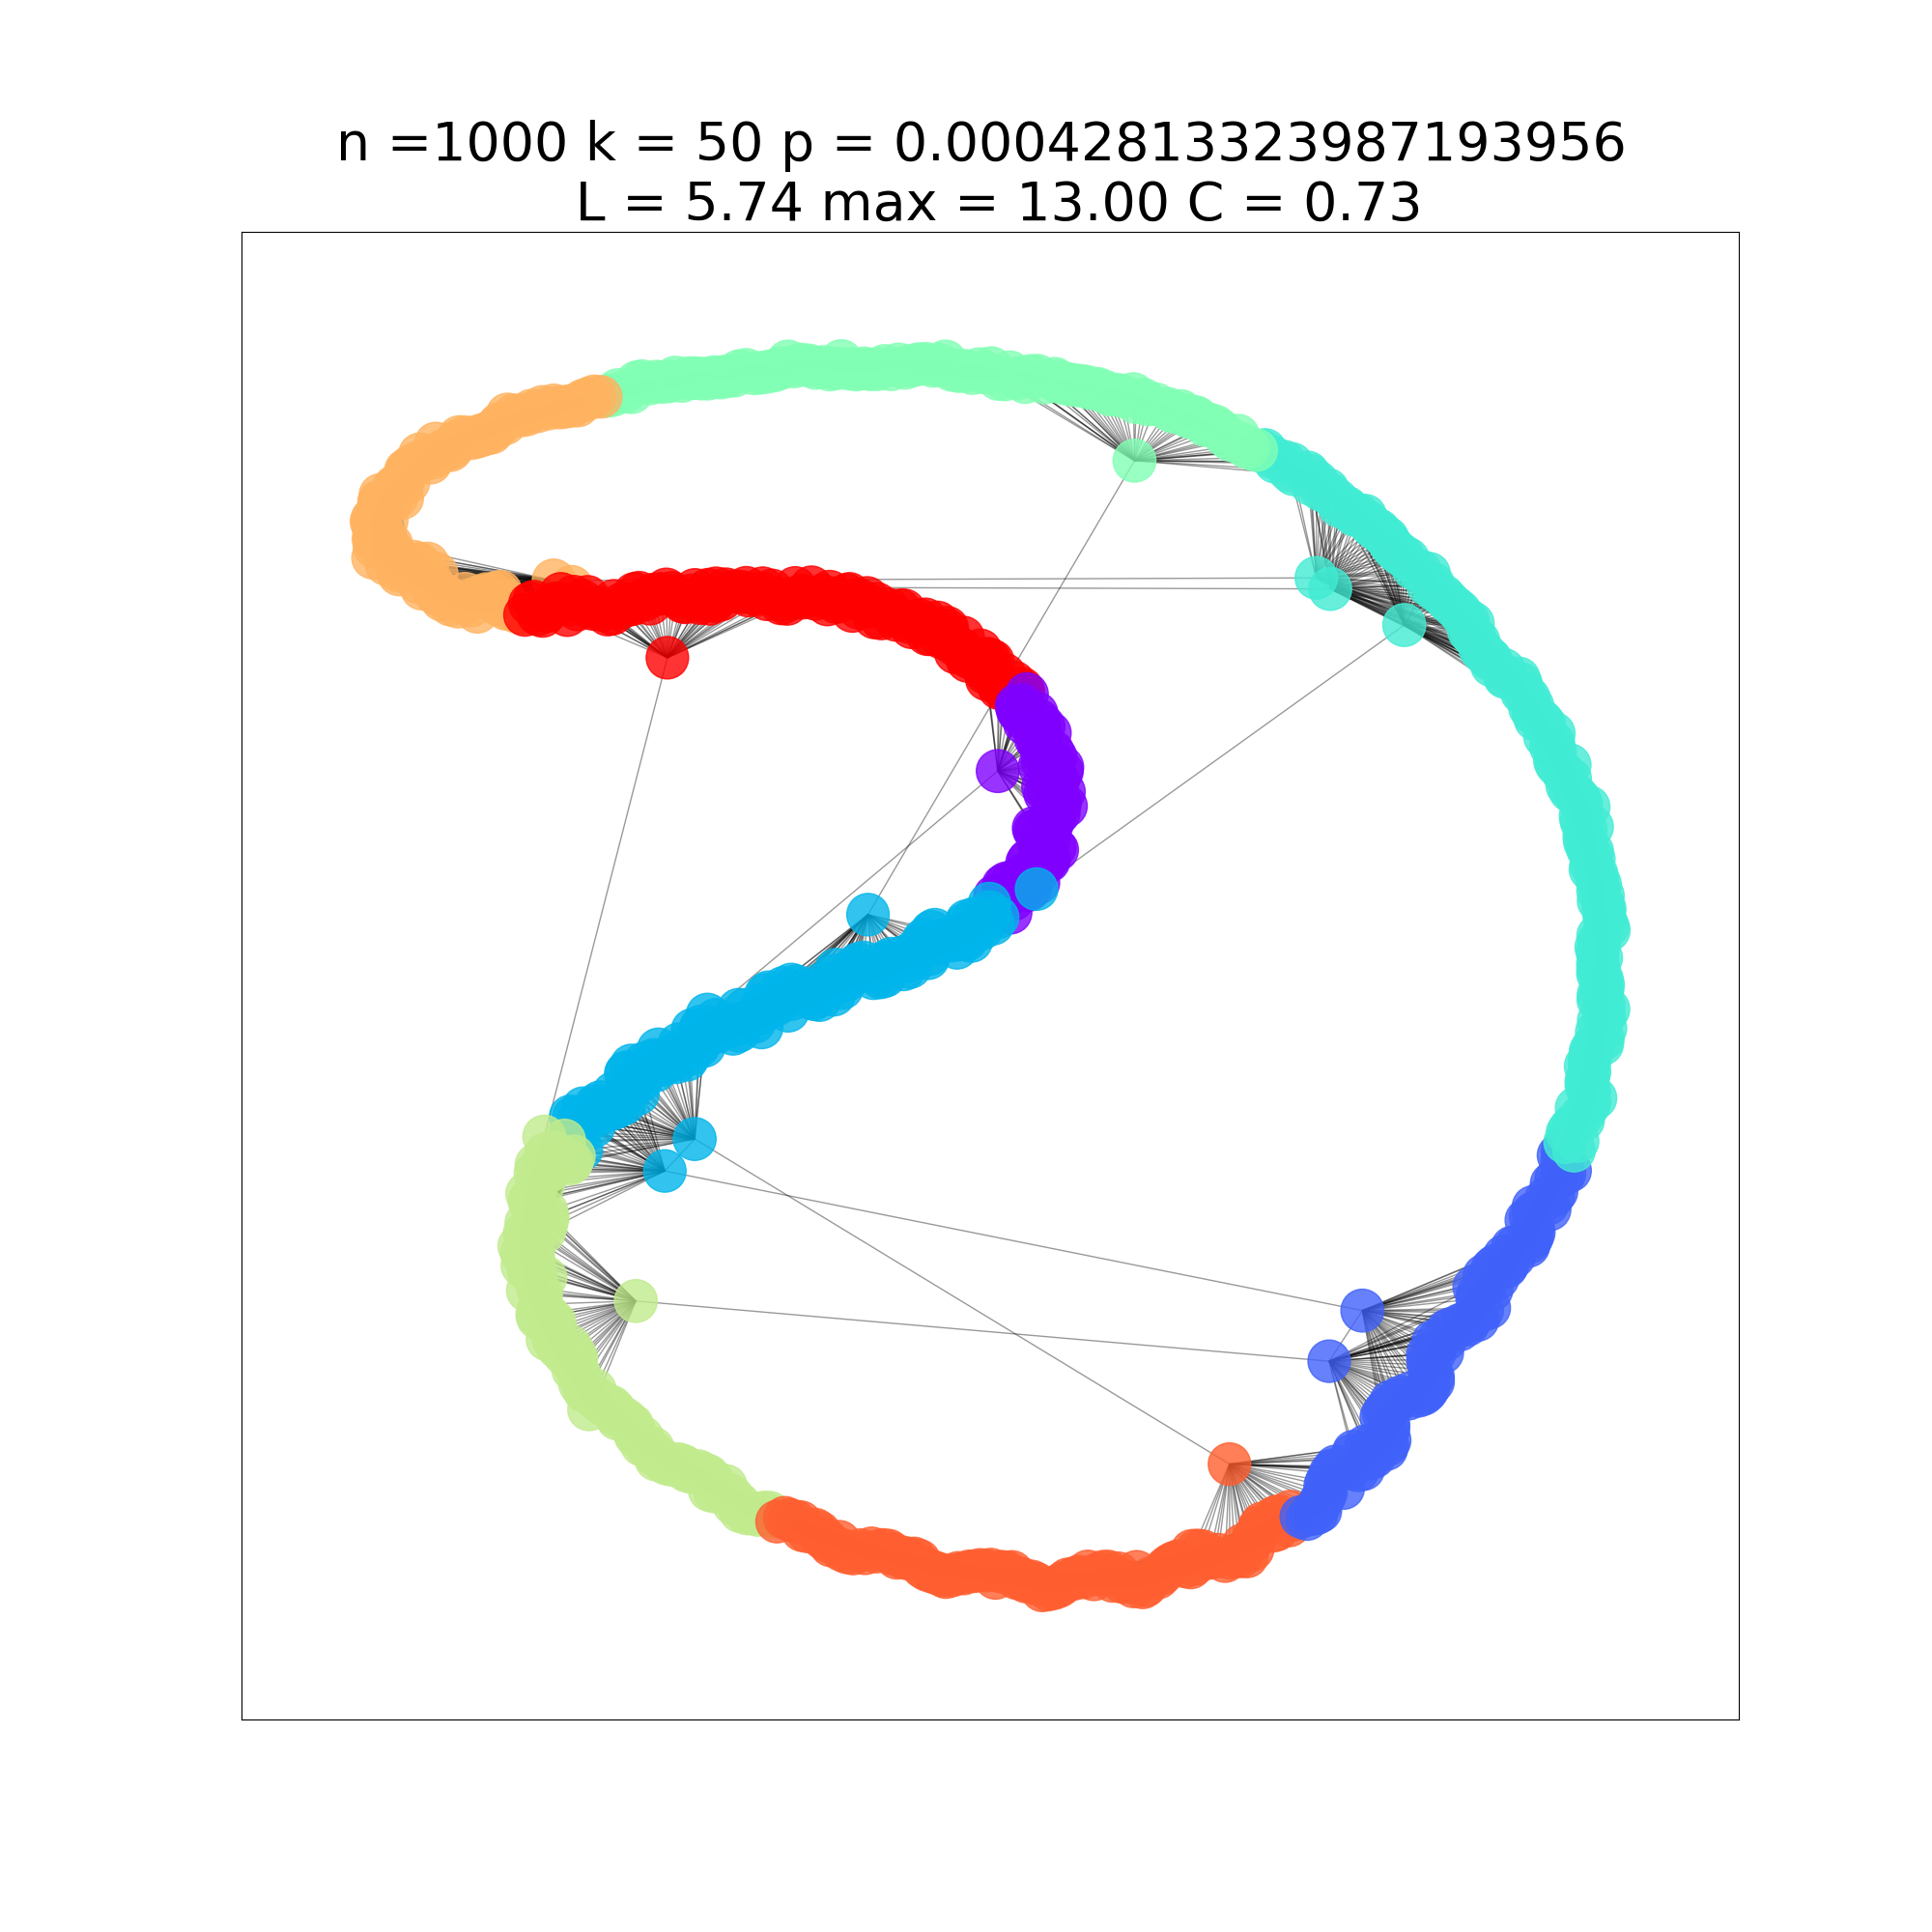 n =1000 k = 50 p = 0.00042813323987193956
L = 5.74 max = 13.00 C = 0.73